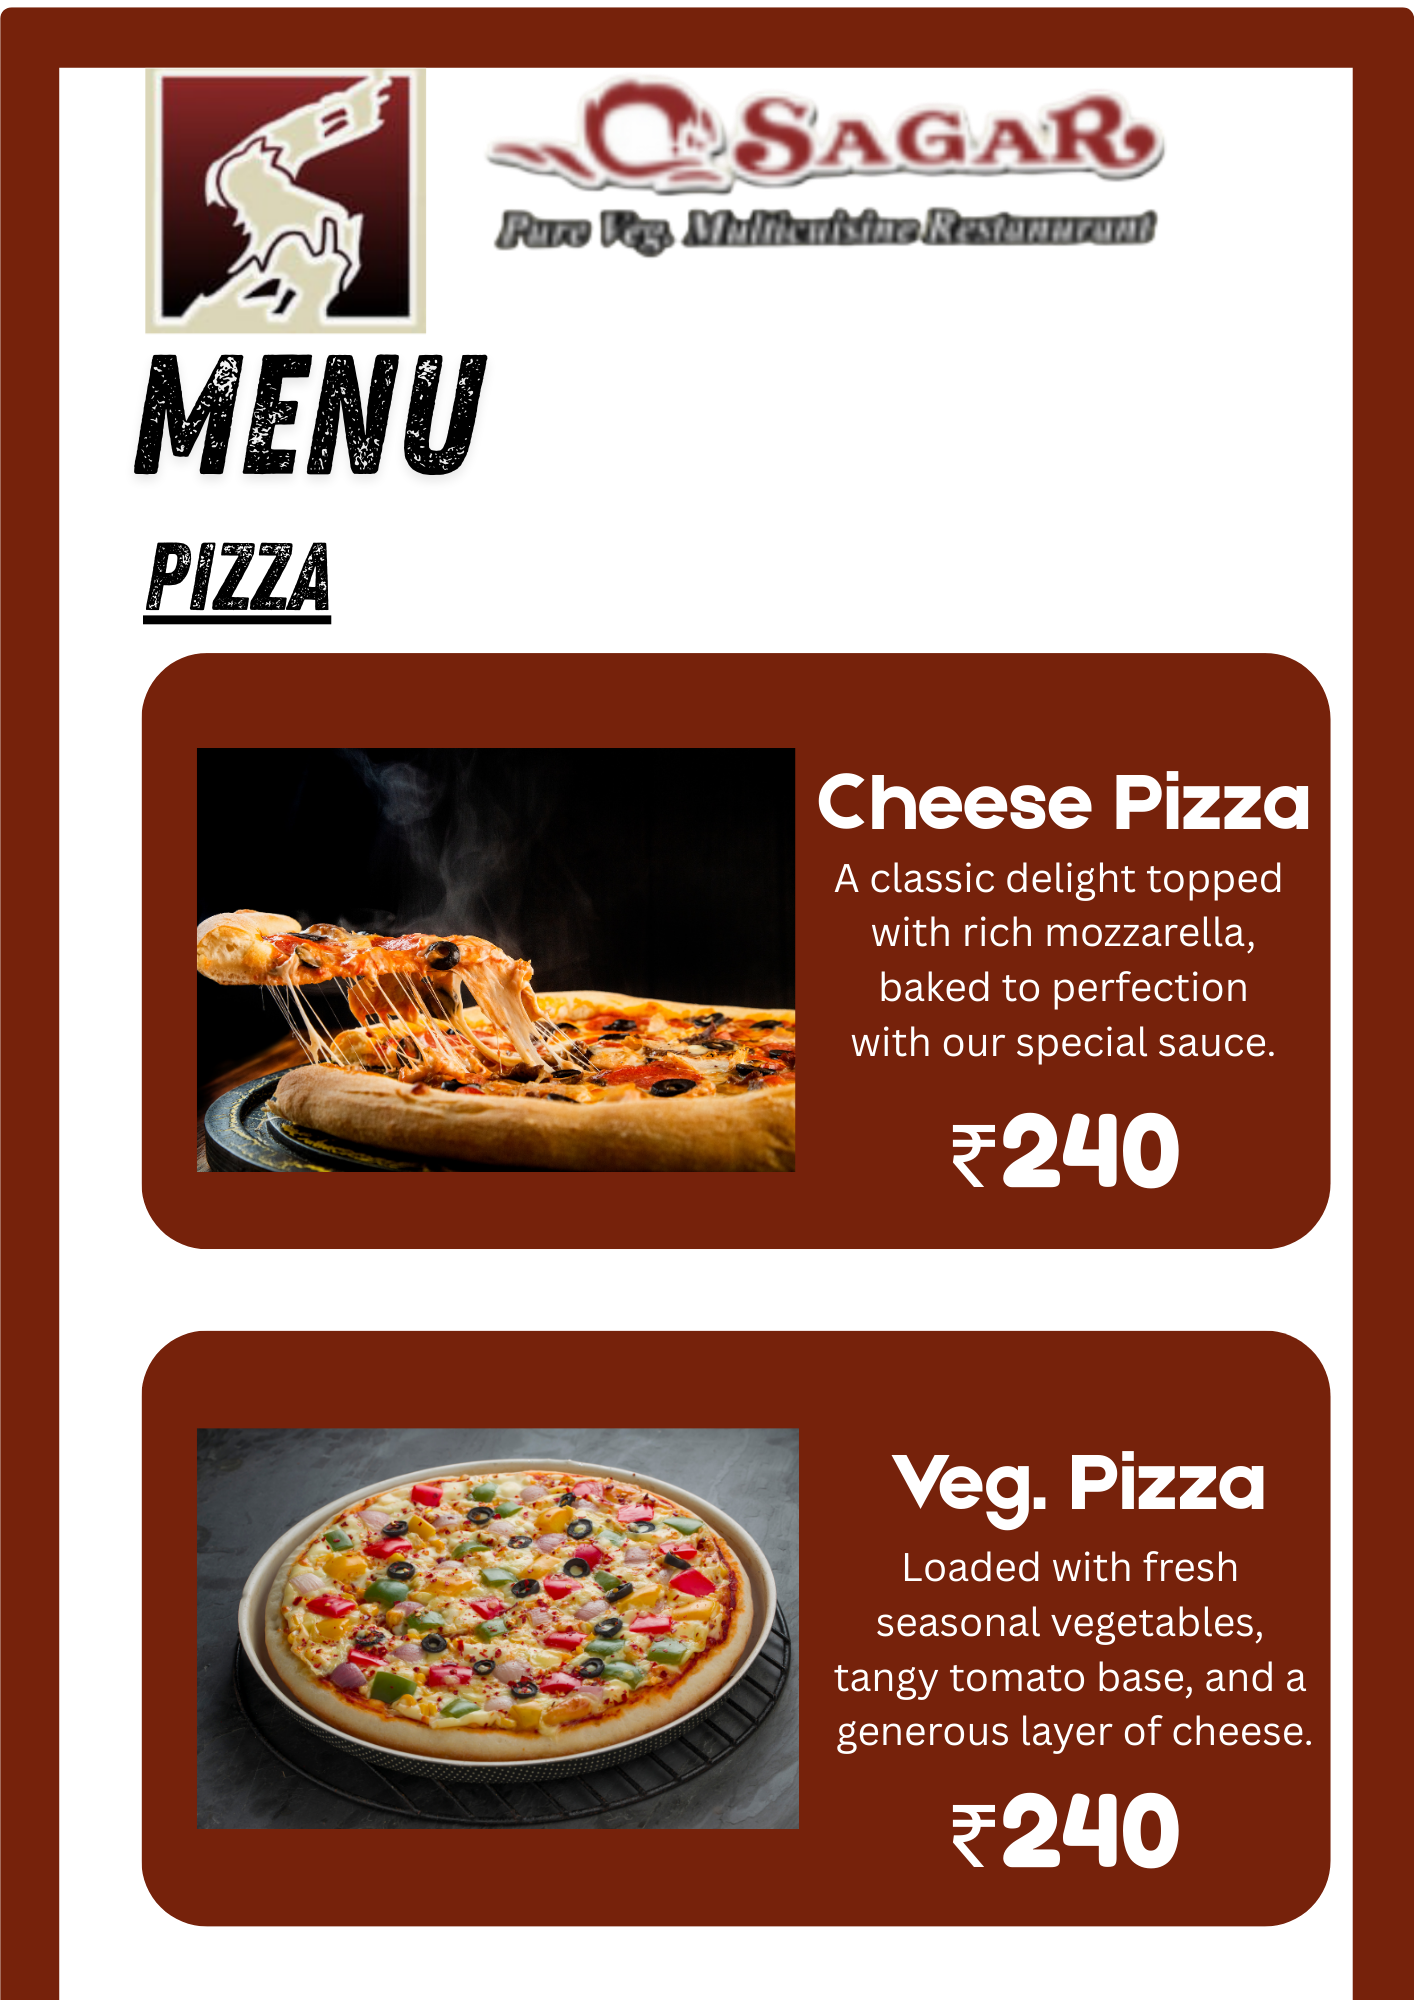 SAGAR
Pure Veg. Multicuisine Restanurant
MENU
PIZZA
Cheese Pizza
A classic delight topped
with rich mozzarella,
baked to perfection
with our special sauce.
₹240
Veg. Pizza
Loaded with fresh
seasonal vegetables,
tangy tomato base, and a
generous layer of cheese.
₹240